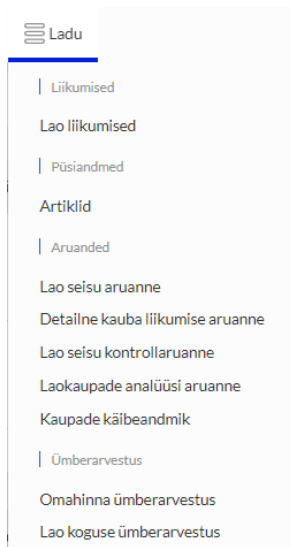 Ladu
Liikumised
Lao liikumised
Püsiandmed
Artiklid
Aruanded
Lao seisu aruanne
Detailne kauba liikumise aruanne
Lao seisu kontrollaruanne
Laokaupade analüüsi aruanne
Kaupade käibeandmik
Ümberarvestus
Omahinna ümberarvestus
Lao koguse ümberarvestus